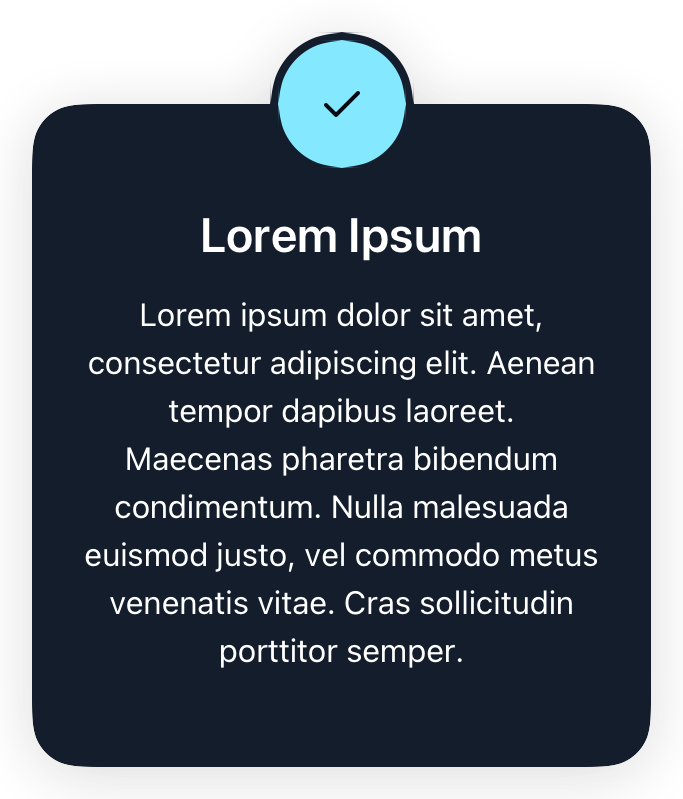 Lorem Ipsum
Lorem ipsum dolor sit amet,
consectetur adipiscing elit. Aenean
tempor dapibus laoreet.
Maecenas pharetra bibendum
condimentum. Nulla malesuada
euismod justo, vel commodo metus
venenatis vitae. Cras sollicitudin
porttitor semper.